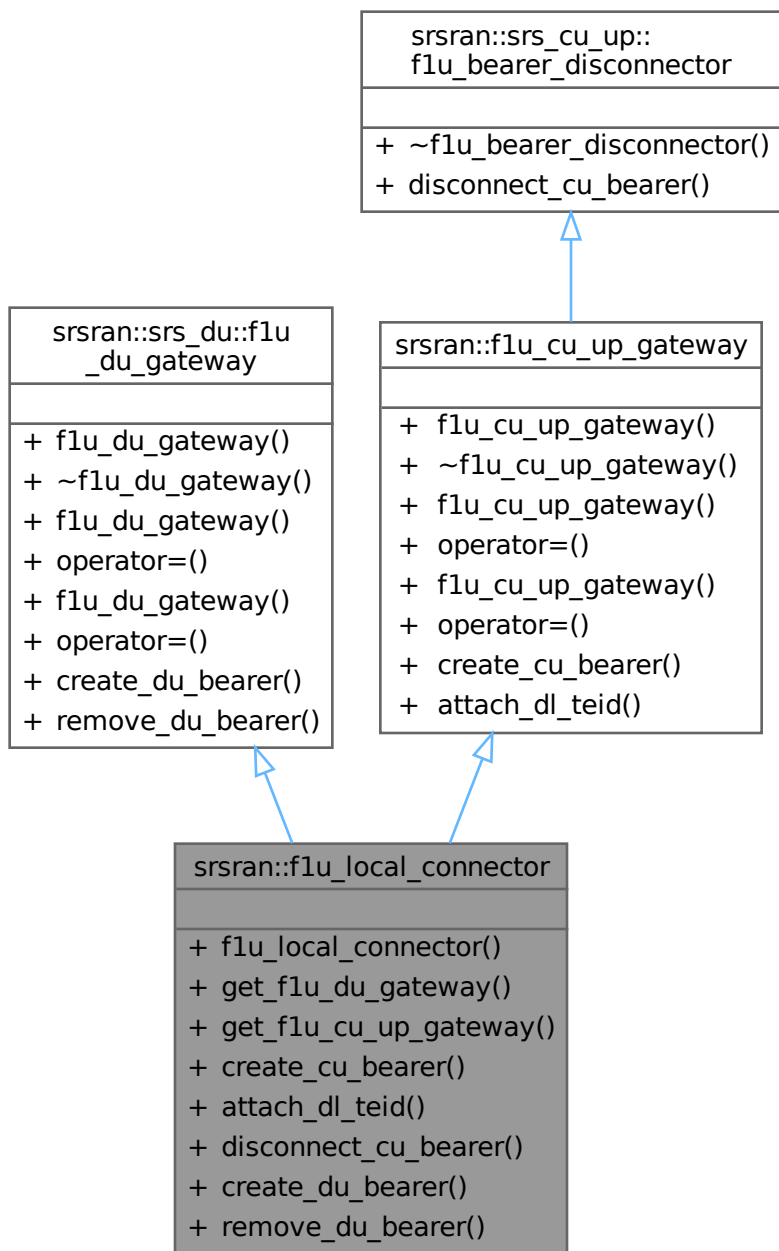 srsran::srs_cu_up::
f1u_bearer_disconnector
+ ~f1u_bearer_disconnector()
+ disconnect_cu_bearer()
srsran::srs_du::f1u
_du_gateway
+ f1u_du_gateway()
+ ~f1u_du_gateway()
+ f1u_du_gateway()
+ operator=()
+ f1u_du_gateway()
+ operator=()
+ create_du_bearer()
+ remove_du_bearer()
srsran::f1u_cu_up_gateway
+ f1u_cu_up_gateway()
+ ~f1u_cu_up_gateway()
+ f1u_cu_up_gateway()
+ operator=()
+ f1u_cu_up_gateway()
+ operator=()
+ create_cu_bearer()
+ attach_dl_teid()
srsran::f1u_local_connector
+ f1u_local_connector()
+ get_f1u_du_gateway()
+ get_f1u_cu_up_gateway()
+ create_cu_bearer()
+ attach_dl_teid()
+ disconnect_cu_bearer()
+ create_du_bearer()
+ remove_du_bearer()